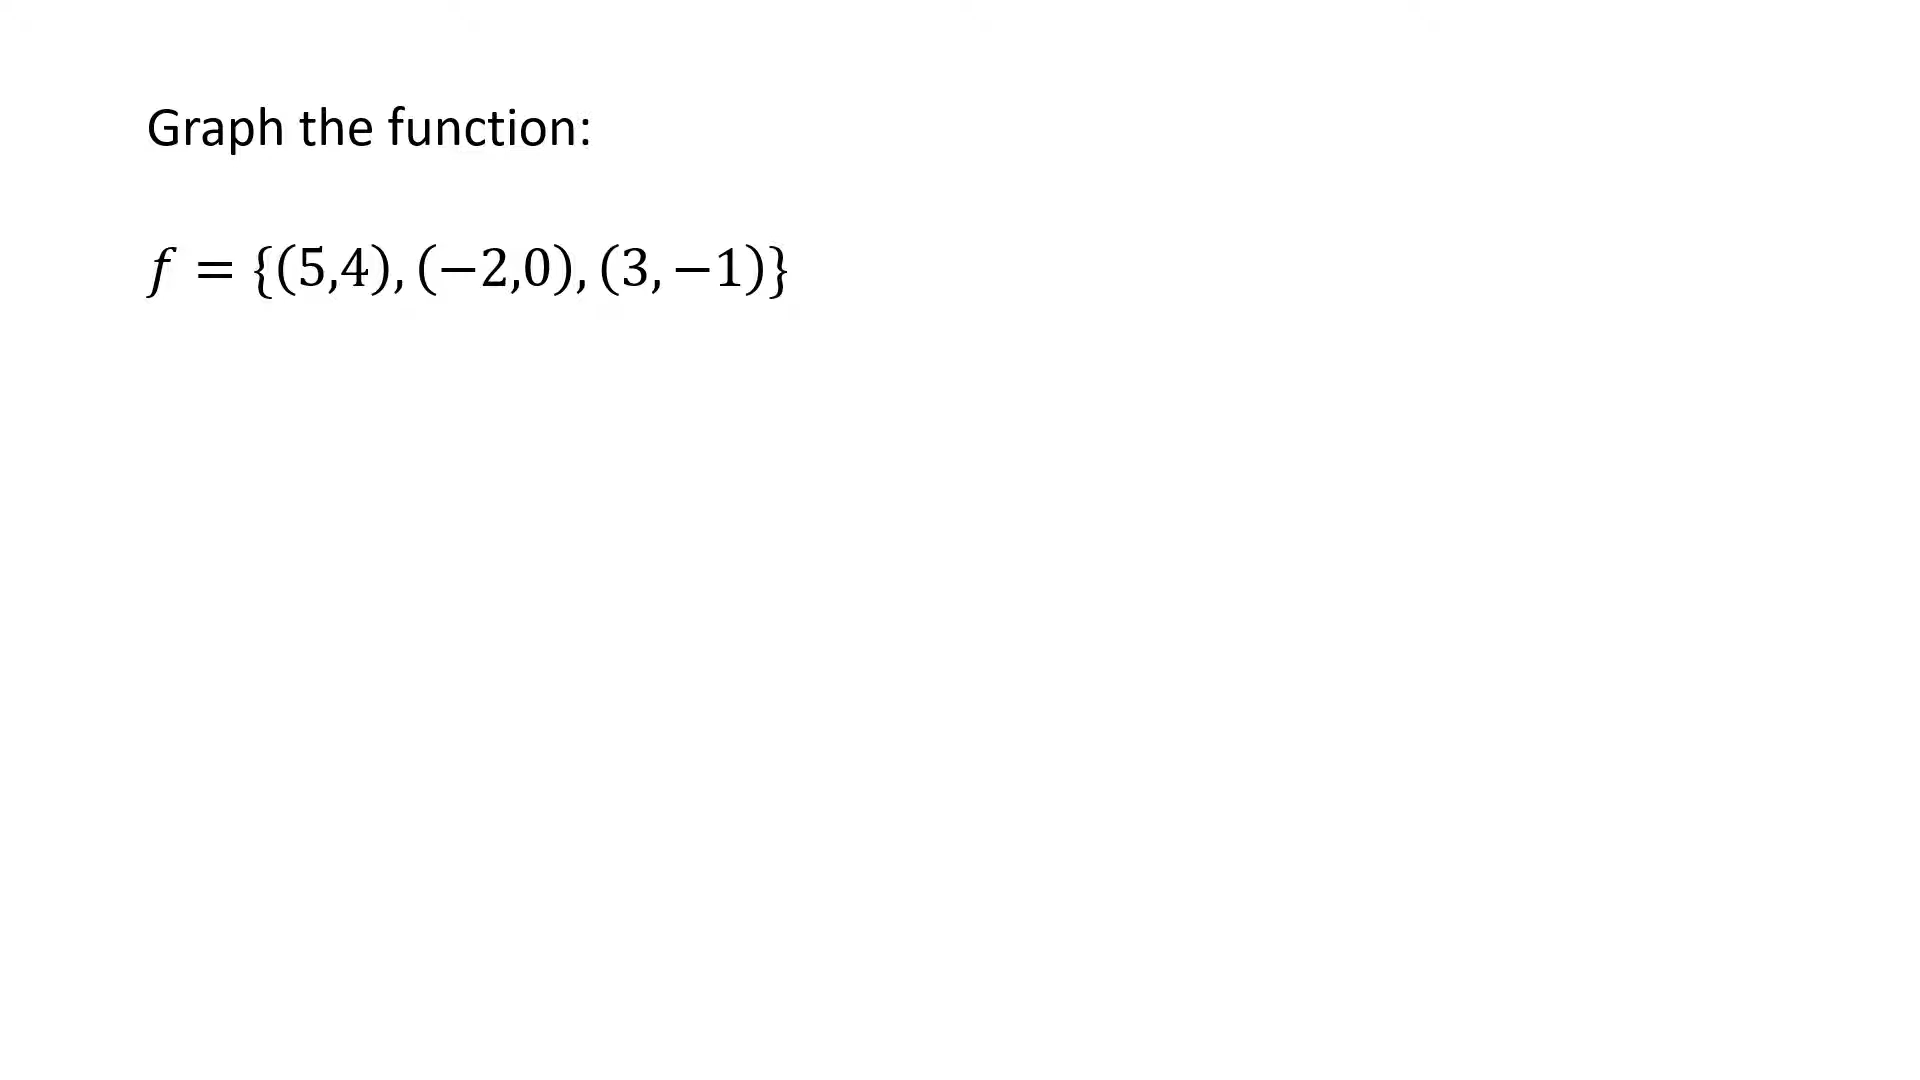 Graph the function:
𝑓 = {(5,4), (−2,0), (3, −1)}